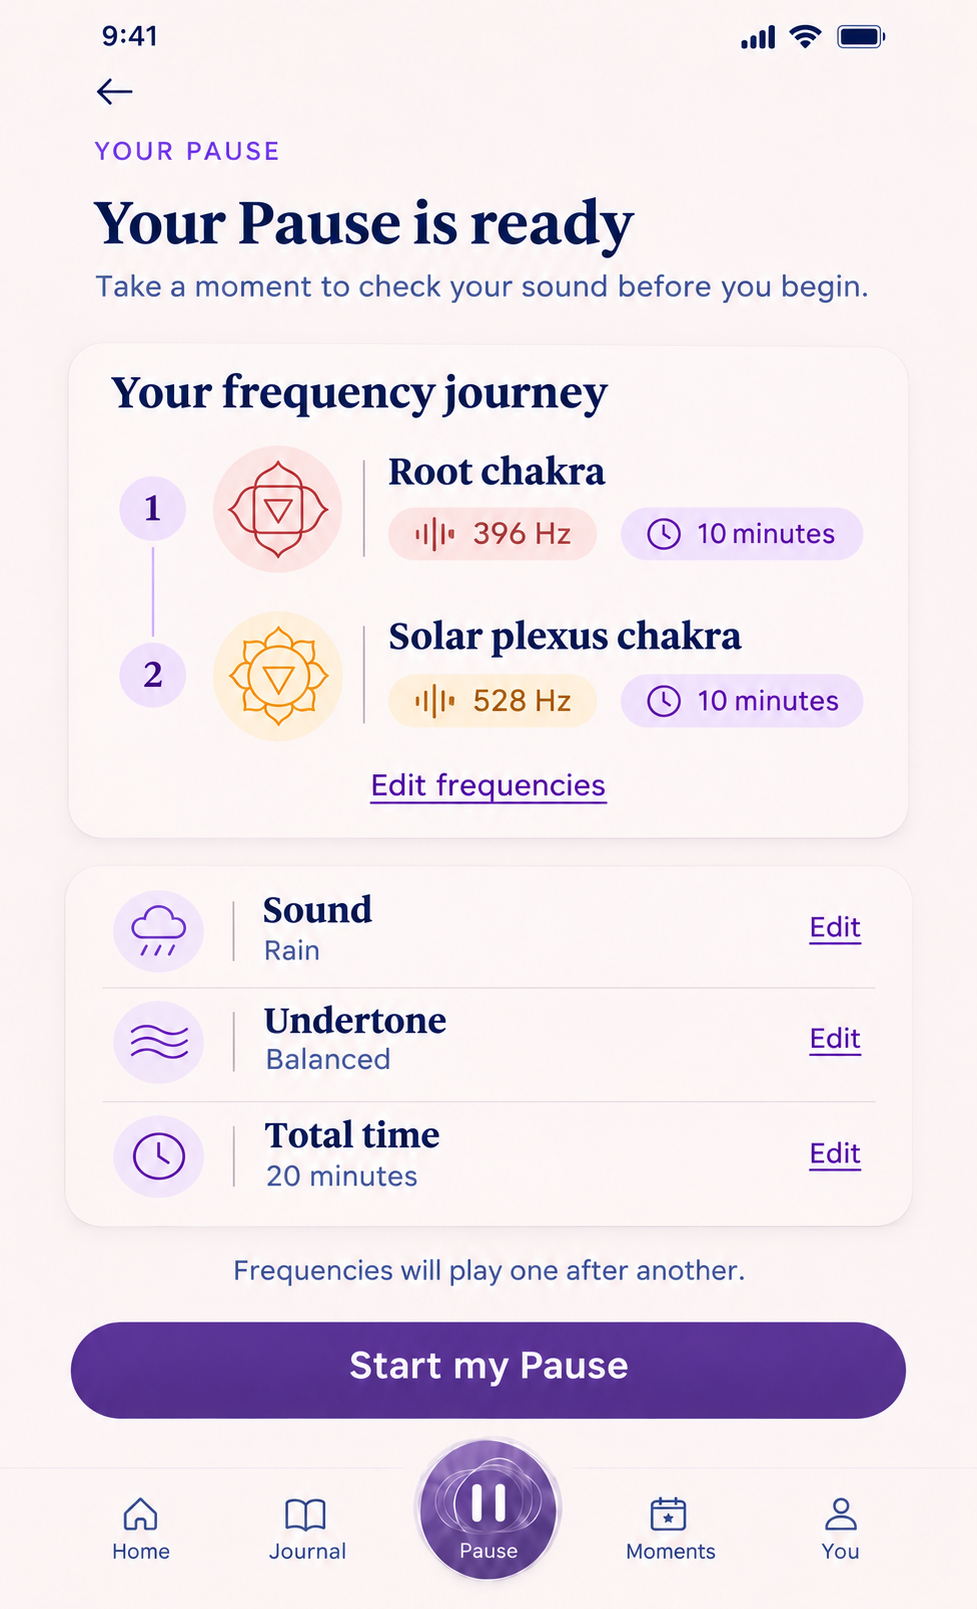 9:41
YOUR PAUSE
Your Pause is ready
Take a moment to check your sound before you begin.
Your frequency journey
1
Root chakra
396 Hz
10 minutes
2
Solar plexus chakra
528 Hz
10 minutes
Edit frequencies
Sound
Rain
Edit
Undertone
Balanced
Edit
Total time
20 minutes
Edit
Frequencies will play one after another.
Start my Pause
Home
Journal
Pause
Moments
You